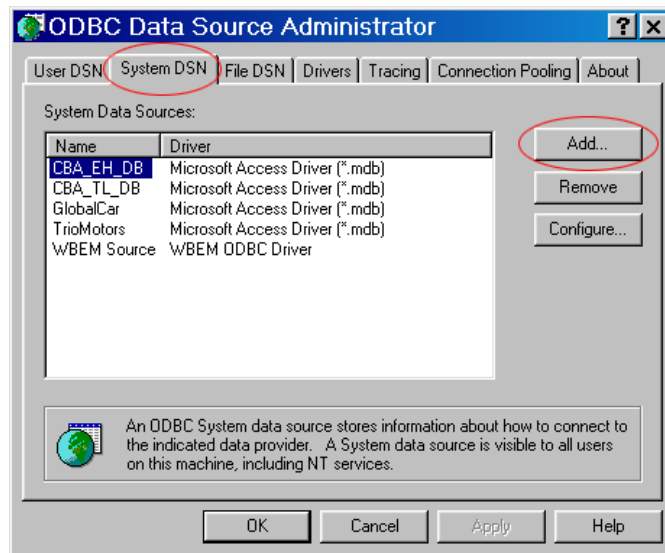 ODBC Data Source Administrator
User DSN System DSN File DSN Drivers Tracing Connection Pooling About
System Data Sources:
Name Driver
CBA_EH_DB Microsoft Access Driver (*.mdb)
CBA_TL_DB Microsoft Access Driver (*.mdb)
GlobalCar Microsoft Access Driver (*.mdb)
TrioMotors Microsoft Access Driver (*.mdb)
WBEM Source WBEM ODBC Driver
Add...
Remove
Configure...
An ODBC System data source stores information about how to connect to
the indicated data provider. A System data source is visible to all users
on this machine, including NT services.
OK Cancel Apply Help